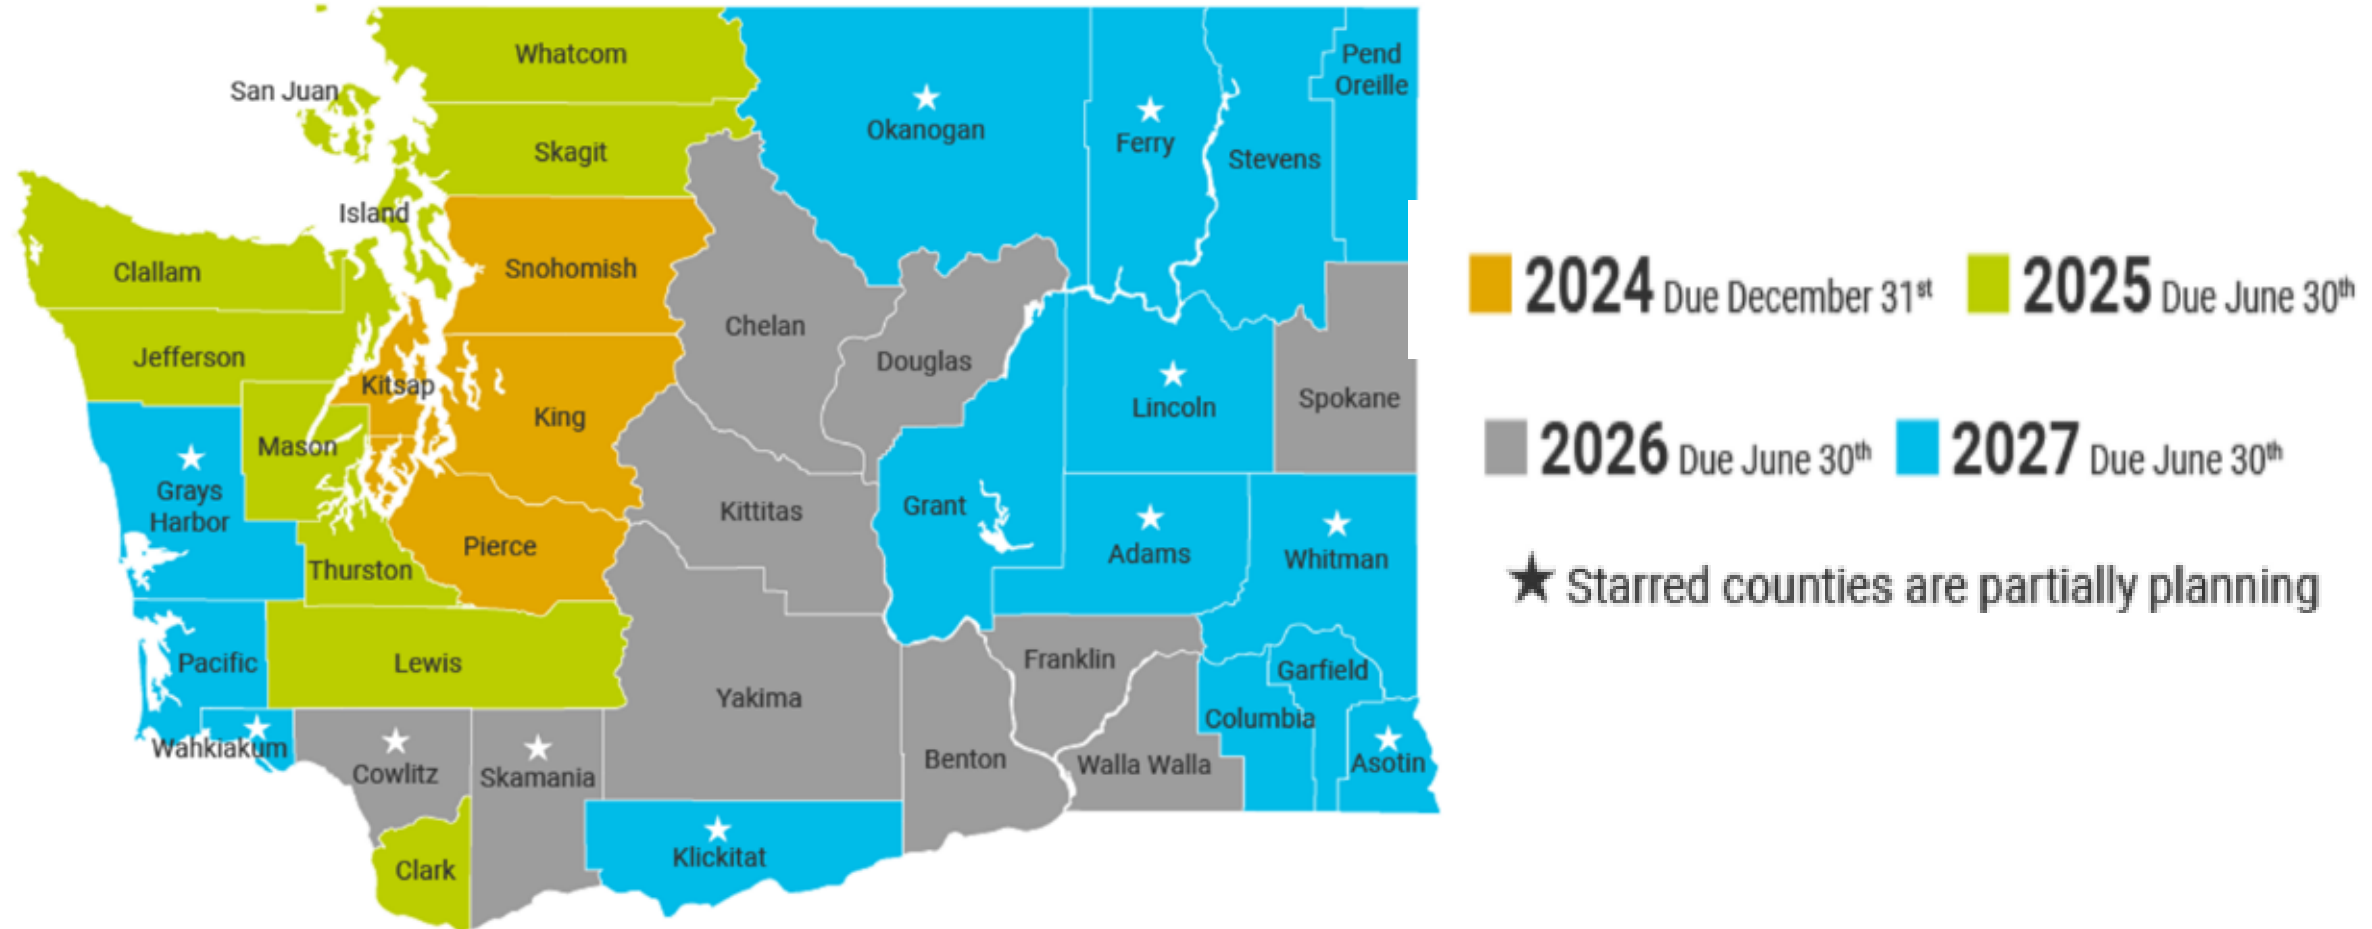 Whatcom
Pend
Oreille
San Juan
Okanogan
Ferry
Skagit
Stevens
Island
Clallam
Snohomish
Chelan
Jefferson
Douglas
Kitsap
King
Lincoln
Spokane
Mason
Grays
Harbor
Kittitas
Grant
Pierce
Adams
Whitman
Thurston
Pacific
Lewis
Franklin
Garfield
Yakima
Columbia
Wahkiakum
Cowlitz
Skamania
Benton
Walla Walla
Asotin
Klickitat
Clark
2024 Due December 31st
2025 Due June 30th
2026 Due June 30th
2027 Due June 30th
★ Starred counties are partially planning